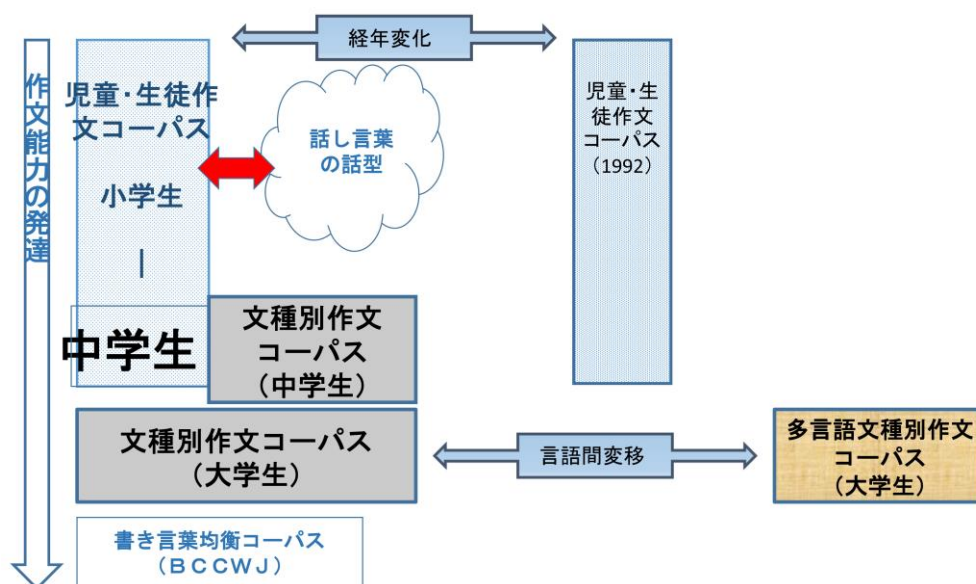 経年変化
作文能力の発達
児童・生徒作
文コーパス
小学生
｜
中学生
話し言葉
の話型
児童・生
徒作文
コーパス
(1992)
文種別作文
コーパス
(中学生)
文種別作文コーパス
(大学生)
言語間変移
多言語文種別作文
コーパス
(大学生)
書き言葉均衡コーパス
(ＢＣＣＷＪ)